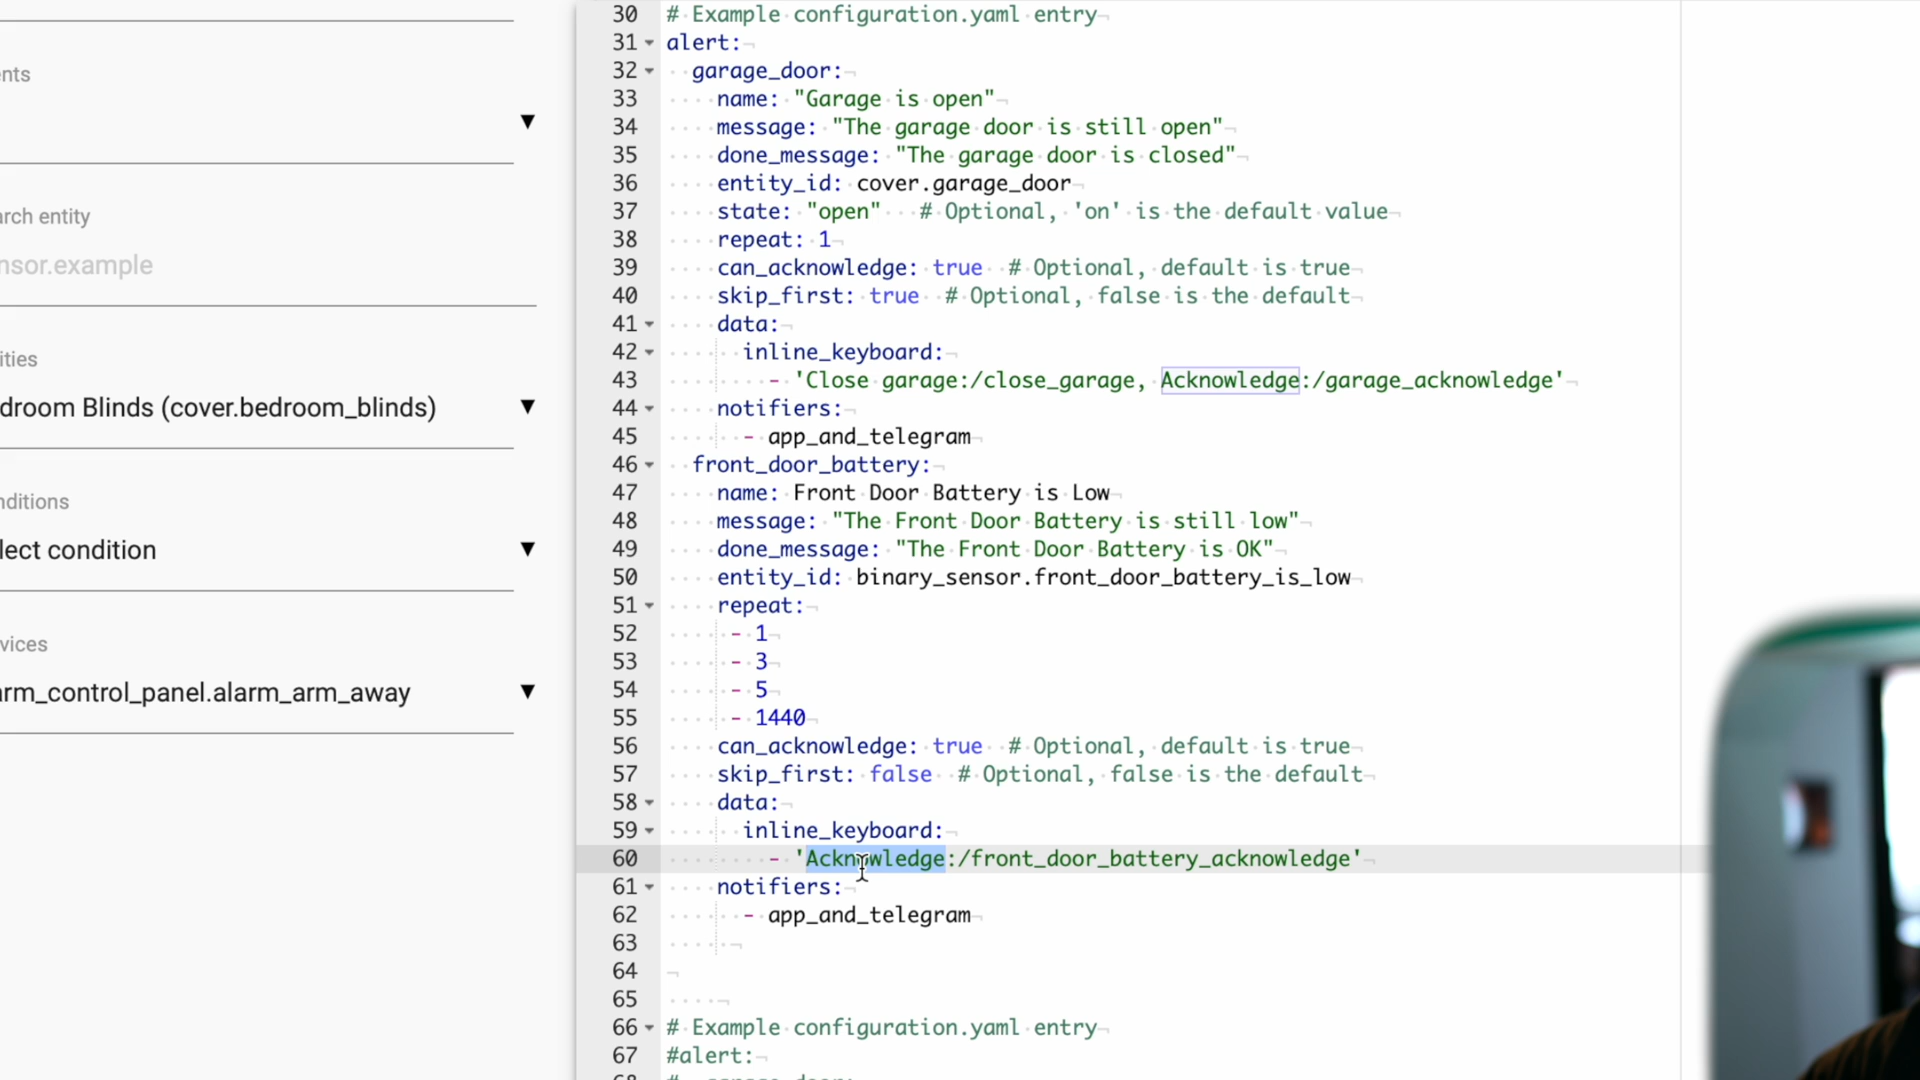 ents
arch entity
nsor.example
ities
droom Blinds (cover.bedroom_blinds)
nditions
lect condition
vices
arm_control_panel.alarm_arm_away
30 # Example configuration.yaml entry
31 alert:
32 garage_door:
33 name: "Garage is open"
34 message: "The garage door is still open"
35 done_message: "The garage door is closed"
36 entity_id: cover.garage_door
37 state: "open" # Optional, 'on' is the default value
38 repeat: 1
39 can_acknowledge: true # Optional, default is true
40 skip_first: true # Optional, false is the default
41 data:
42 inline_keyboard:
43 - 'Close garage:/close_garage, Acknowledge:/garage_acknowledge'
44 notifiers:
45 - app_and_telegram
46 front_door_battery:
47 name: Front Door Battery is Low
48 message: "The Front Door Battery is still low"
49 done_message: "The Front Door Battery is OK"
50 entity_id: binary_sensor.front_door_battery_is_low
51 repeat:
52 - 1
53 - 3
54 - 5
55 - 1440
56 can_acknowledge: true # Optional, default is true
57 skip_first: false # Optional, false is the default
58 data:
59 inline_keyboard:
60 - 'Acknowledge:/front_door_battery_acknowledge'
61 notifiers:
62 - app_and_telegram
63
64
65
66 # Example configuration.yaml entry
67 #alert: